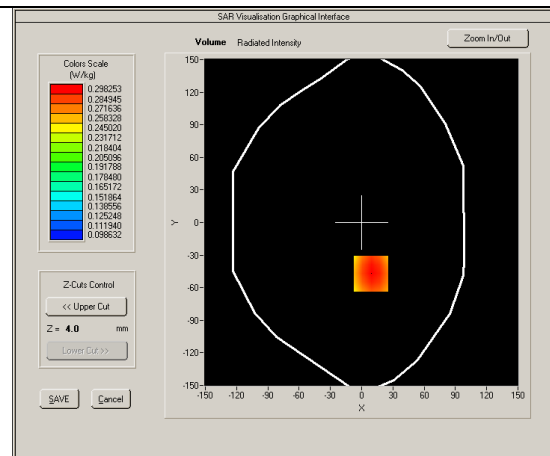 SAR Visualisation Graphical Interface
Volume Radiated Intensity
Zoom In/Out
Colors Scale
(W/kg)
0.298253
0.284945
0.271636
0.258328
0.245020
0.231712
0.218404
0.205096
0.191788
0.178480
0.165172
0.151864
0.138556
0.125248
0.111940
0.098632
Z-Cuts Control
<< Upper Cut
Z = 4.0 mm
Lower Cut >>
SAVE
Cancel
150
120
90
60
30
0
-30
-60
-90
-120
-150
Y
-150 -120 -90 -60 -30 0 30 60 90 120 150
X